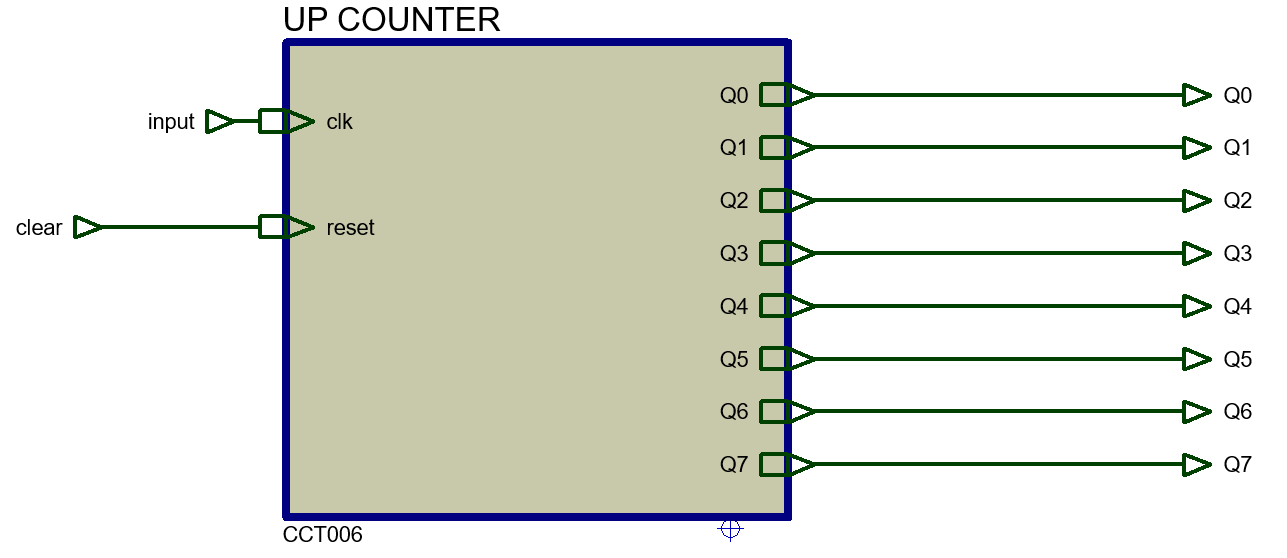 UP COUNTER
Q0 Q0
input clk
Q1 Q1
Q2 Q2
clear reset
Q3 Q3
Q4 Q4
Q5 Q5
Q6 Q6
Q7 Q7
CCT006